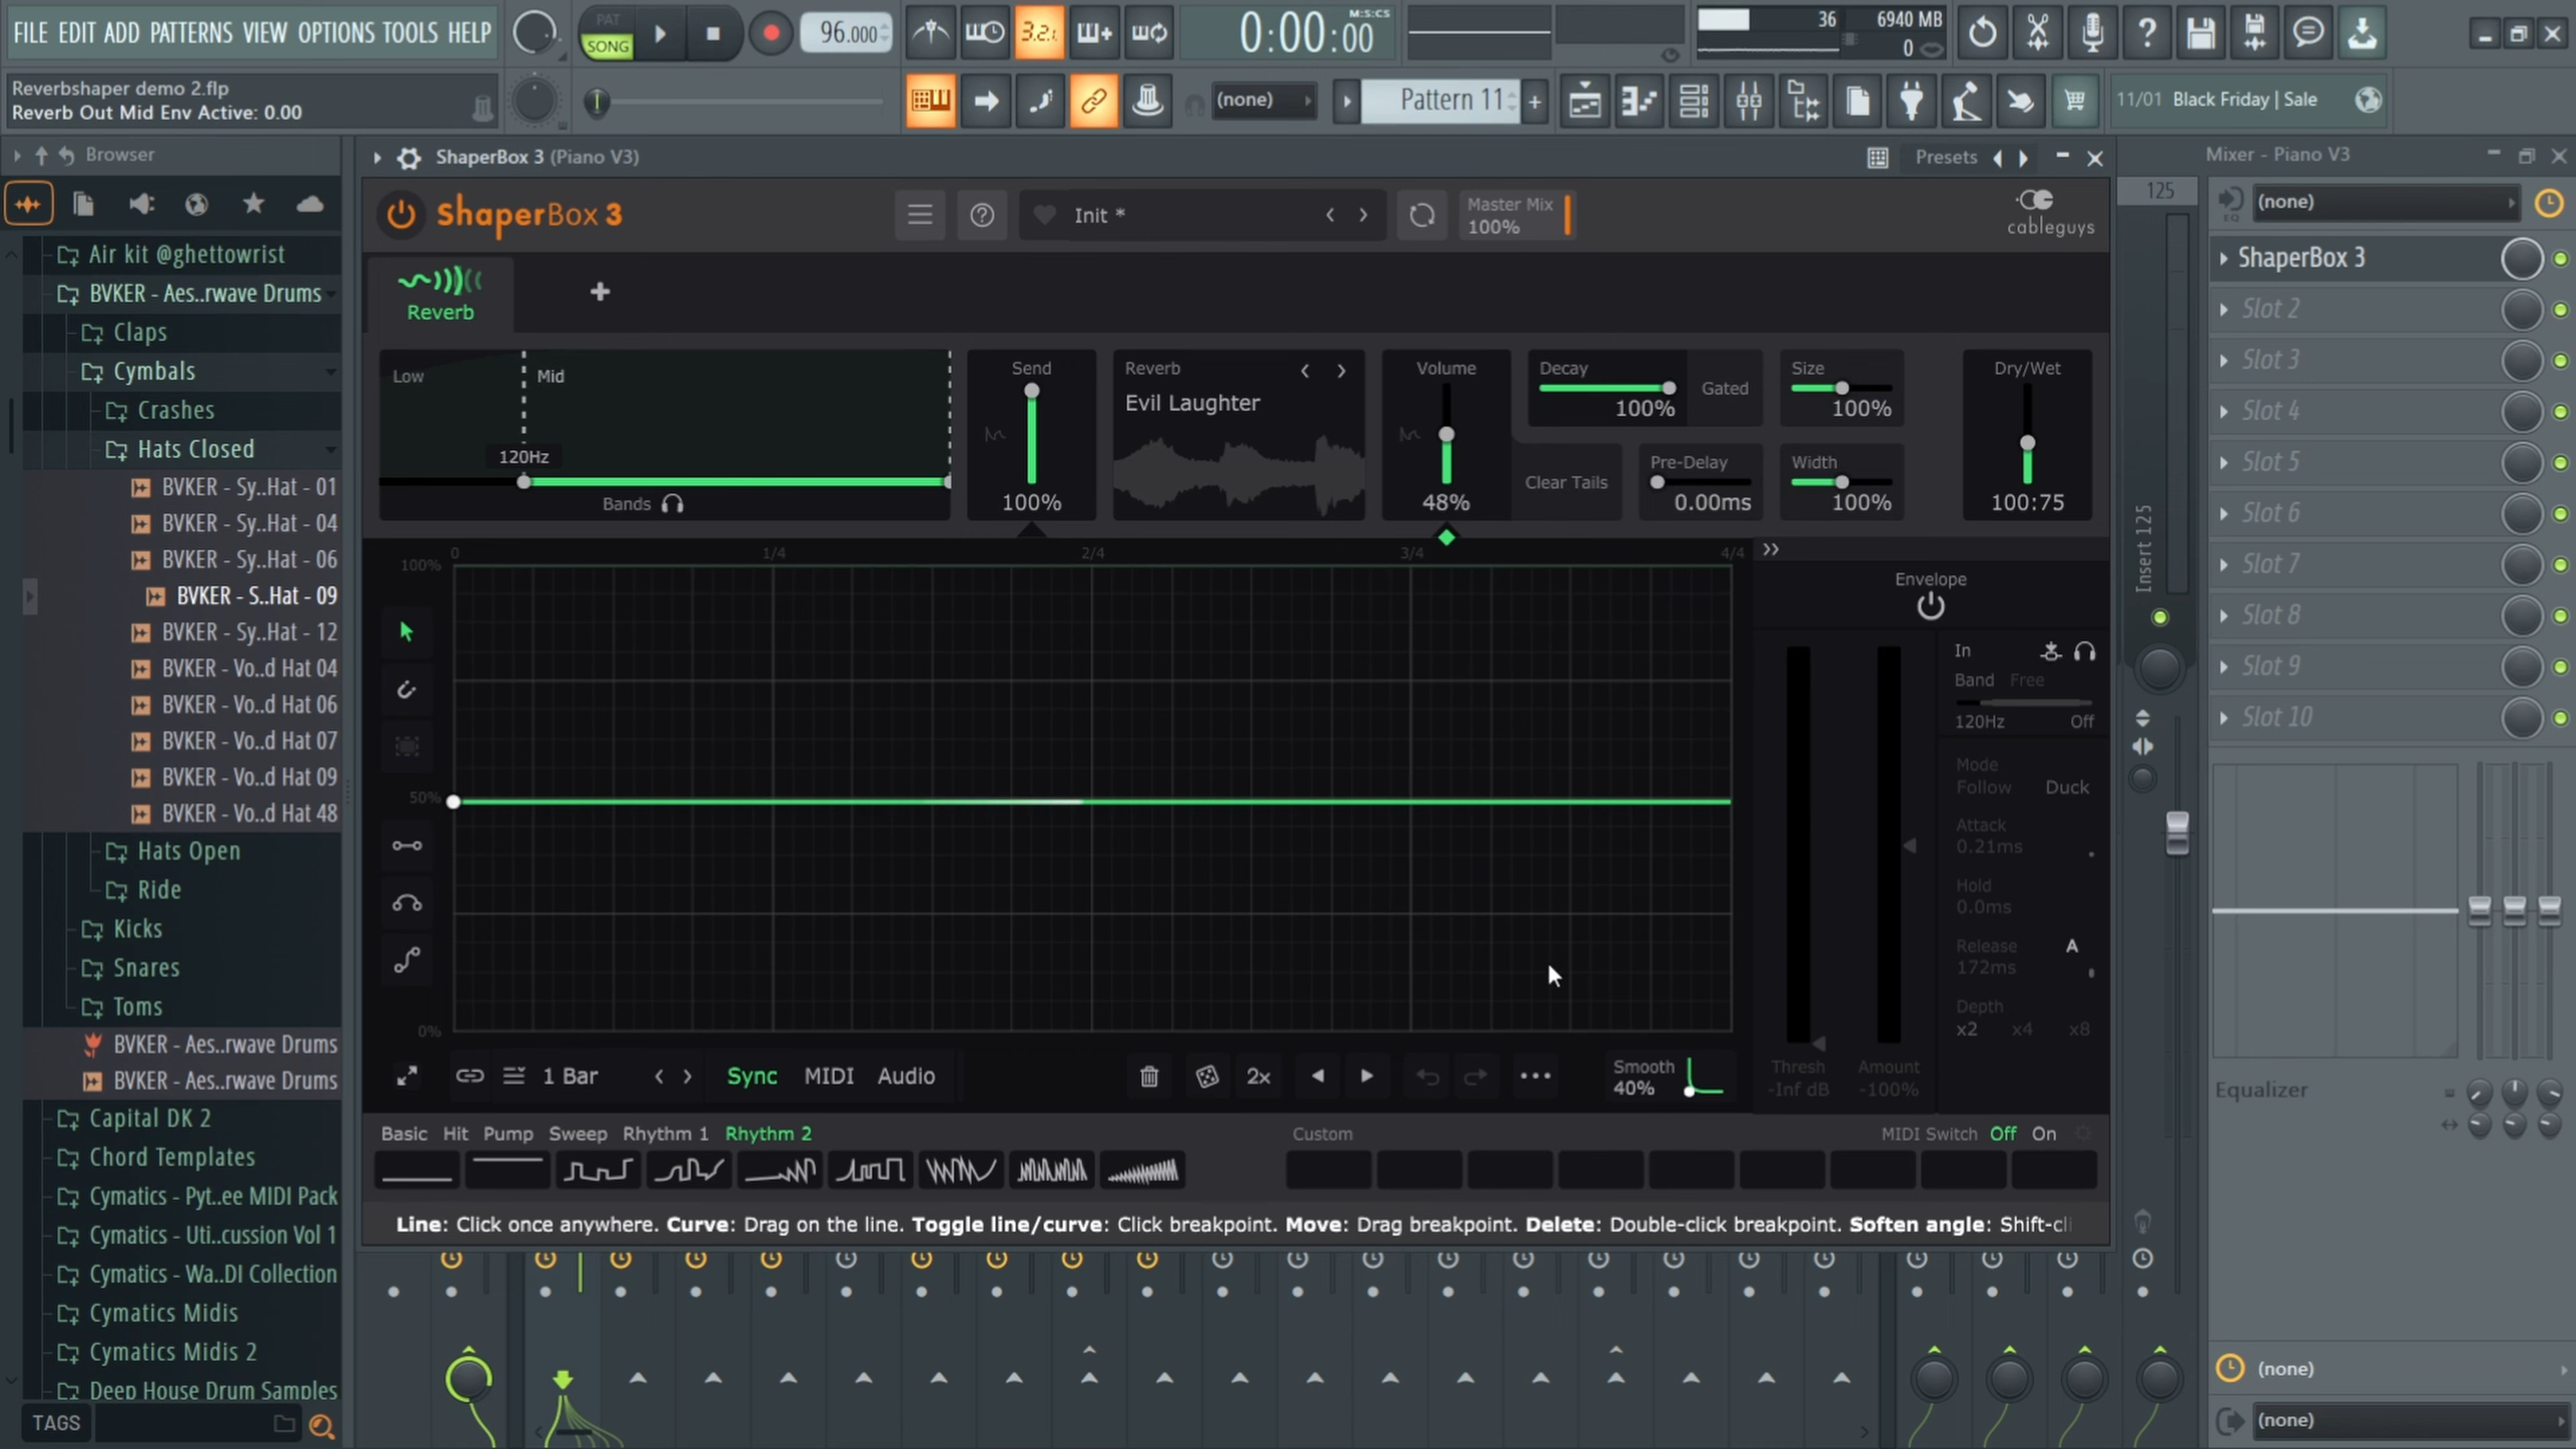 FILE EDIT ADD PATTERNS VIEW OPTIONS TOOLS HELP
PAT
SONG
96.000
3.2.1
0:00:00
M:S:CS
36
6940 MB
0
Reverbshaper demo 2.flp
Reverb Out Mid Env Active: 0.00
(none)
Pattern 11
11/01 Black Friday | Sale
Browser
Air kit @ghettowrist
BVKER - Aes..rwave Drums
Claps
Cymbals
Crashes
Hats Closed
BVKER - Sy..Hat - 01
BVKER - Sy..Hat - 04
BVKER - Sy..Hat - 06
BVKER - S..Hat - 09
BVKER - Sy..Hat - 12
BVKER - Vo..d Hat 04
BVKER - Vo..d Hat 06
BVKER - Vo..d Hat 07
BVKER - Vo..d Hat 09
BVKER - Vo..d Hat 48
Hats Open
Ride
Kicks
Snares
Toms
BVKER - Aes..rwave Drums
BVKER - Aes..rwave Drums
Capital DK 2
Chord Templates
Cymatics - Pyt..ee MIDI Pack
Cymatics - Uti..cussion Vol 1
Cymatics - Wa..DI Collection
Cymatics Midis
Cymatics Midis 2
Deep House Drum Samples
TAGS
ShaperBox 3 (Piano V3)
Presets
ShaperBox 3
Init *
Master Mix
100%
cableguys
Reverb
Low
Mid
120Hz
Bands
Send
100%
Reverb
Evil Laughter
Volume
48%
Decay
100%
Gated
Clear Tails
Pre-Delay
0.00ms
Size
100%
Width
100%
Dry/Wet
100:75
0
1/4
2/4
3/4
4/4
100%
50%
0%
Envelope
In
Band Free
120Hz Off
Mode
Follow Duck
Attack
0.21ms
Hold
0.0ms
Release A
172ms
Depth
x2 x4 x8
Thresh
-Inf dB
Amount
-100%
1 Bar
Sync MIDI Audio
2x
Smooth
40%
Basic Hit Pump Sweep Rhythm 1 Rhythm 2
Custom
MIDI Switch Off On
Line: Click once anywhere. Curve: Drag on the line. Toggle line/curve: Click breakpoint. Move: Drag breakpoint. Delete: Double-click breakpoint. Soften angle: Shift-cli
125
Insert 125
Mixer - Piano V3
EQ
(none)
ShaperBox 3
Slot 2
Slot 3
Slot 4
Slot 5
Slot 6
Slot 7
Slot 8
Slot 9
Slot 10
Equalizer
(none)
(none)